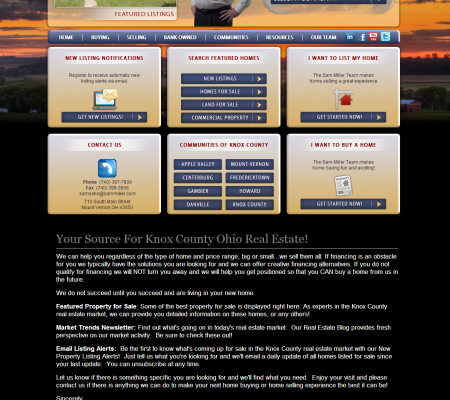 FEATURED LISTINGS
HOME BUYING SELLING BANK OWNED COMMUNITIES RESOURCES OUR TEAM
NEW LISTING NOTIFICATIONS
Register to receive automatic new
listing alerts via email.
GET NEW LISTINGS!
SEARCH FEATURED HOMES
NEW LISTINGS
HOMES FOR SALE
LAND FOR SALE
COMMERCIAL PROPERTY
I WANT TO LIST MY HOME
The Sam Miller Team makes
home selling a great experience
GET STARTED NOW!
CONTACT US
Phone (740) 397-7800
Fax
710 South Main Street
Mount Vernon OH 43050
COMMUNITIES OF KNOX COUNTY
APPLE VALLEY MOUNT VERNON
CENTERBURG FREDERICKTOWN
GAMBIER HOWARD
DANVILLE KNOX COUNTY
I WANT TO BUY A HOME
The Sam Miller Team makes
home buying fun and exciting!
GET STARTED NOW!
Your Source For Knox County Ohio Real Estate!
We can help you regardless of the type of home and price range, big or small...we sell them all. If financing is an obstacle
for you we typically have the solutions you are looking for and we can offer creative financing alternatives. If you do not
qualify for financing we will NOT turn you away and we will help you get positioned so that you CAN buy a home from us in
the future.
We do not succeed until you succeed and are living in your new home.
Featured Property for Sale: Some of the best property for sale is displayed right here. As experts in the Knox County
real estate market, we can provide you detailed information on these homes, or any others!
Market Trends Newsletter: Find out what's going on in today's real estate market. Our Real Estate Blog provides fresh
perspective on our market activity. Be sure to check these out!
Email Listing Alerts: Be the first to know what's coming up for sale in the Knox County real estate market with our New
Property Listing Alerts! Just tell us what you're looking for and we'll email a daily update of all homes listed for sale since
your last update. You can unsubscribe at any time.
Let us know if there is something specific you are looking for and we'll find what you need. Enjoy your visit and please
contact us if there is anything we can do to make your next home buying or home selling experience the best it can be!
Sincerely